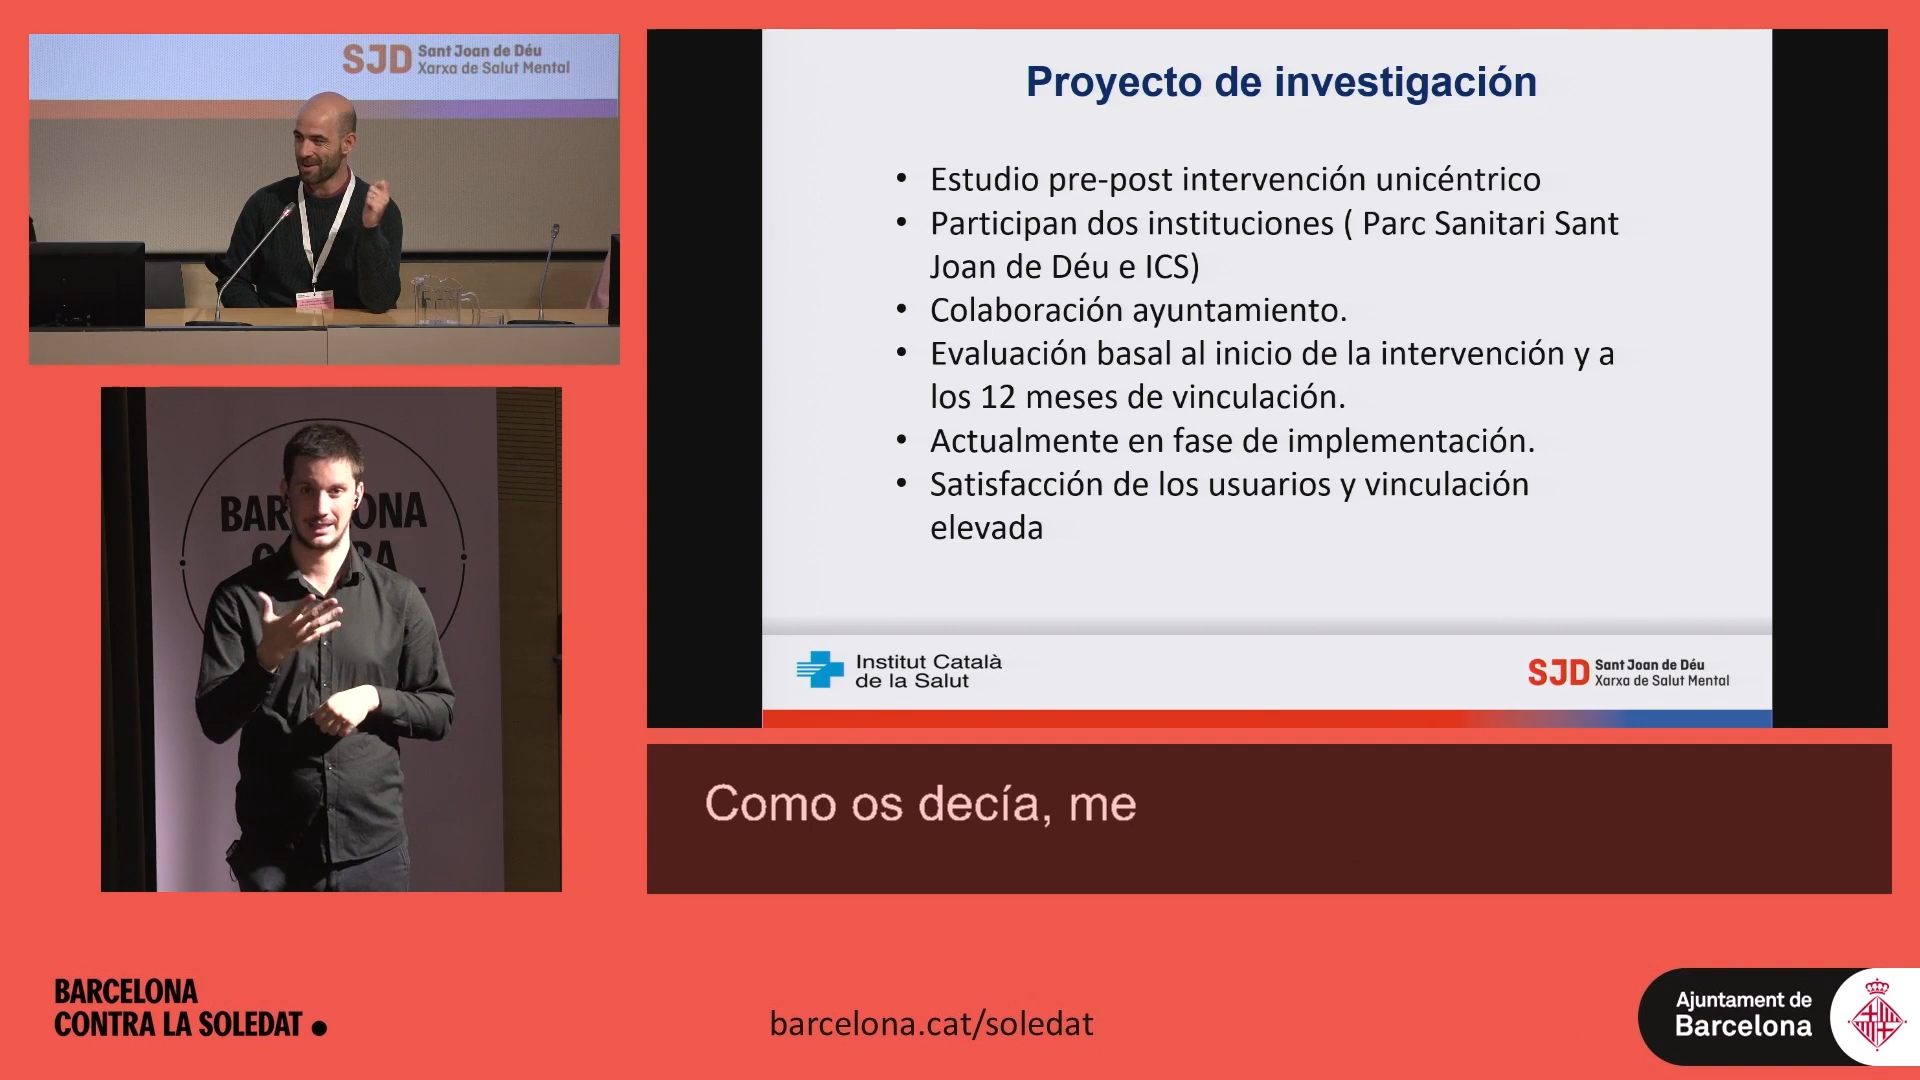 SJD Sant Joan de Déu
Xarxa de Salut Mental
Proyecto de investigación
• Estudio pre-post intervención unicéntrico
• Participan dos instituciones ( Parc Sanitari Sant
Joan de Déu e ICS)
• Colaboración ayuntamiento.
• Evaluación basal al inicio de la intervención y a
los 12 meses de vinculación.
• Actualmente en fase de implementación.
• Satisfacción de los usuarios y vinculación
elevada
Institut Català
de la Salut
SJD Sant Joan de Déu
Xarxa de Salut Mental
Como os decía, me
BARCELONA
CONTRA LA SOLEDAT
barcelona.cat/soledat
Ajuntament de
Barcelona